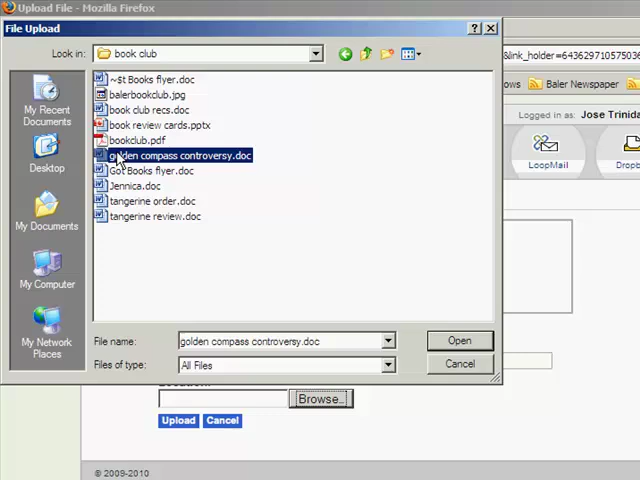 Upload File - Mozilla Firefox
File Upload
Look in:
book club
&link_holder=64362971057503
~$t Books flyer.doc
balerbookclub.jpg
book club recs.doc
book review cards.pptx
bookclub.pdf
golden compass controversy.doc
Got Books flyer.doc
Jennica.doc
tangerine order.doc
tangerine review.doc
My Recent
Documents
Desktop
My Documents
My Computer
My Network
Places
File name:
golden compass controversy.doc
Open
Files of type:
All Files
Cancel
Baler Newspaper
Logged in as: Jose Trinida
LoopMail
Dropb
Browse...
Upload
Cancel
© 2009-2010